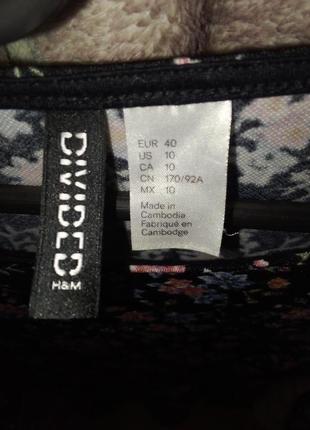 DIVIDED
H&M
EUR 40
US 10
CA 10
CN 170/92A
MX 10
Made in
Cambodia
Fabriqué en
Cambodge